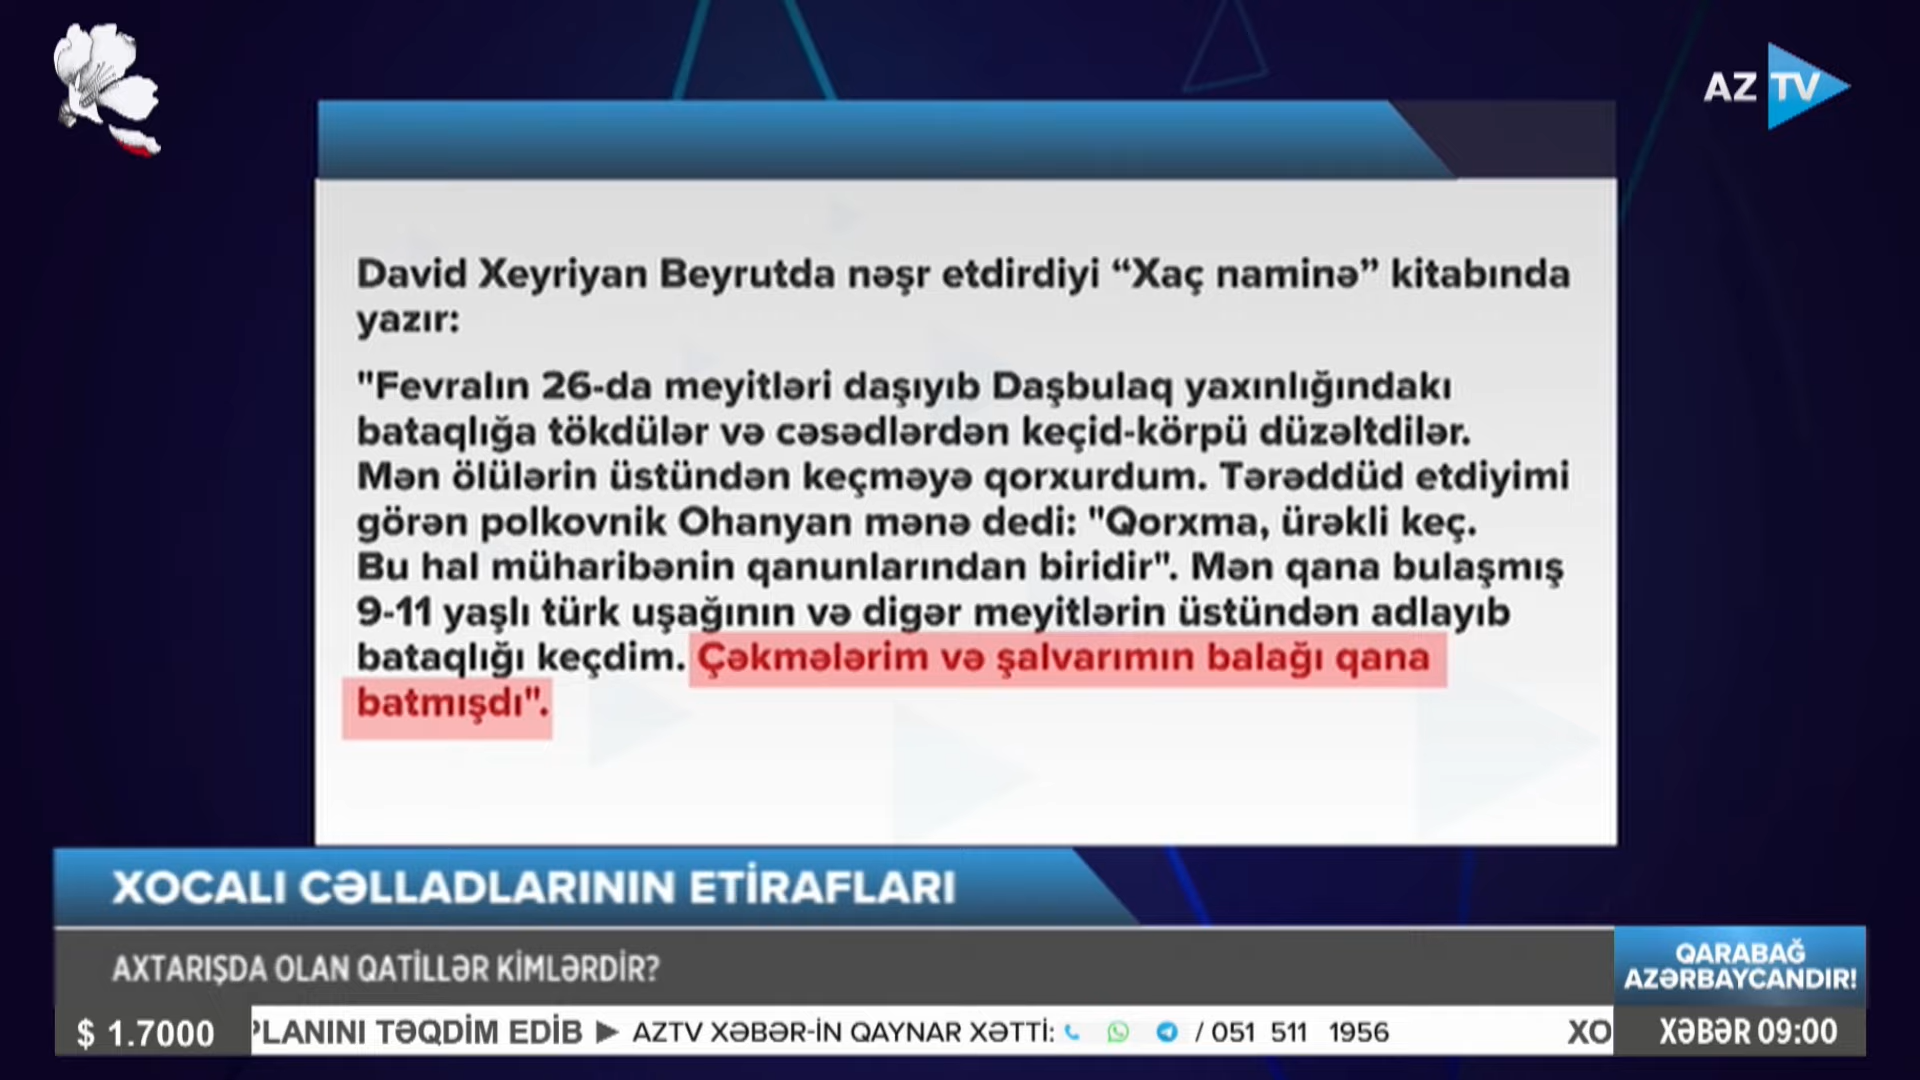 AZ TV
David Xeyriyan Beyrutda nəşr etdirdiyi “Xaç naminə” kitabında
yazır:
"Fevralın 26-da meyitləri daşıyıb Daşbulaq yaxınlığındakı
bataqlığa tökdülər və cəsədlərdən keçid-körpü düzəltdilər.
Mən ölülərin üstündən keçməyə qorxurdum. Tərəddüd etdiyimi
görən polkovnik Ohanyan mənə dedi: "Qorxma, ürəkli keç.
Bu hal müharibənin qanunlarından biridir". Mən qana bulaşmış
9-11 yaşlı türk uşağının və digər meyitlərin üstündən adlayıb
bataqlığı keçdim. Çəkmələrim və şalvarımın balağı qana
batmışdı".
XOCALI CƏLLADLARININ ETİRAFLARI
AXTARIŞDA OLAN QATİLLƏR KİMLƏRDİR?
QARABAĞ
AZƏRBAYCANDIR!
$ 1.7000
PLANINI TƏQDİM EDİB ▶ AZTV XƏBƏR-İN QAYNAR XƏTTİ: / 051 511 1956
XO
XƏBƏR 09:00